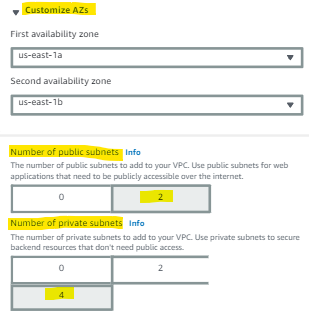 Customize AZs
First availability zone
us-east-1a
Second availability zone
us-east-1b
Number of public subnets Info
The number of public subnets to add to your VPC. Use public subnets for web
applications that need to be publicly accessible over the internet.
0 2
Number of private subnets Info
The number of private subnets to add to your VPC. Use private subnets to secure
backend resources that don't need public access.
0 2
4